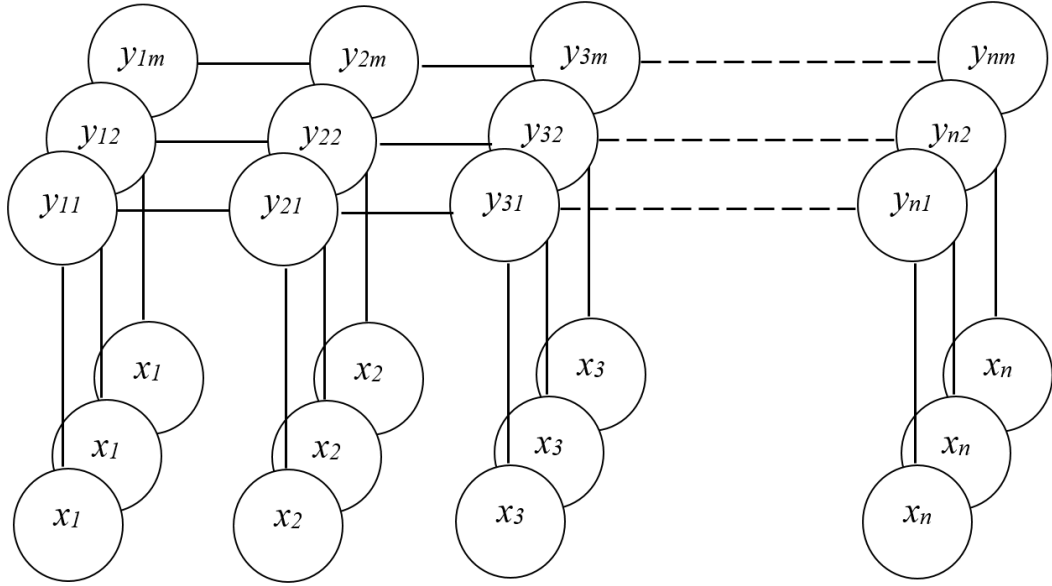 y1m y2m y3m ynm
y12 y22 y32 yn2
y11 y21 y31 yn1
x1 x2 x3 xn
x1 x2 x3 xn
x1 x2 x3 xn